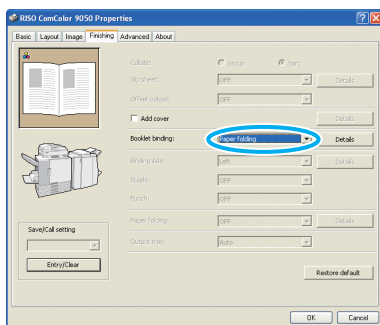 RISO ComColor 9050 Properties
Basic Layout Image Finishing Advanced About
Collate: Group Sort
Slip sheet: OFF Details
Offset output: OFF
Add cover Details
Booklet binding: Paper folding Details
Binding side: Left Details
Staple: OFF
Punch: OFF
Paper folding: OFF Details
Output tray: Auto
Save/Call setting
Entry/Clear
Restore default
OK Cancel